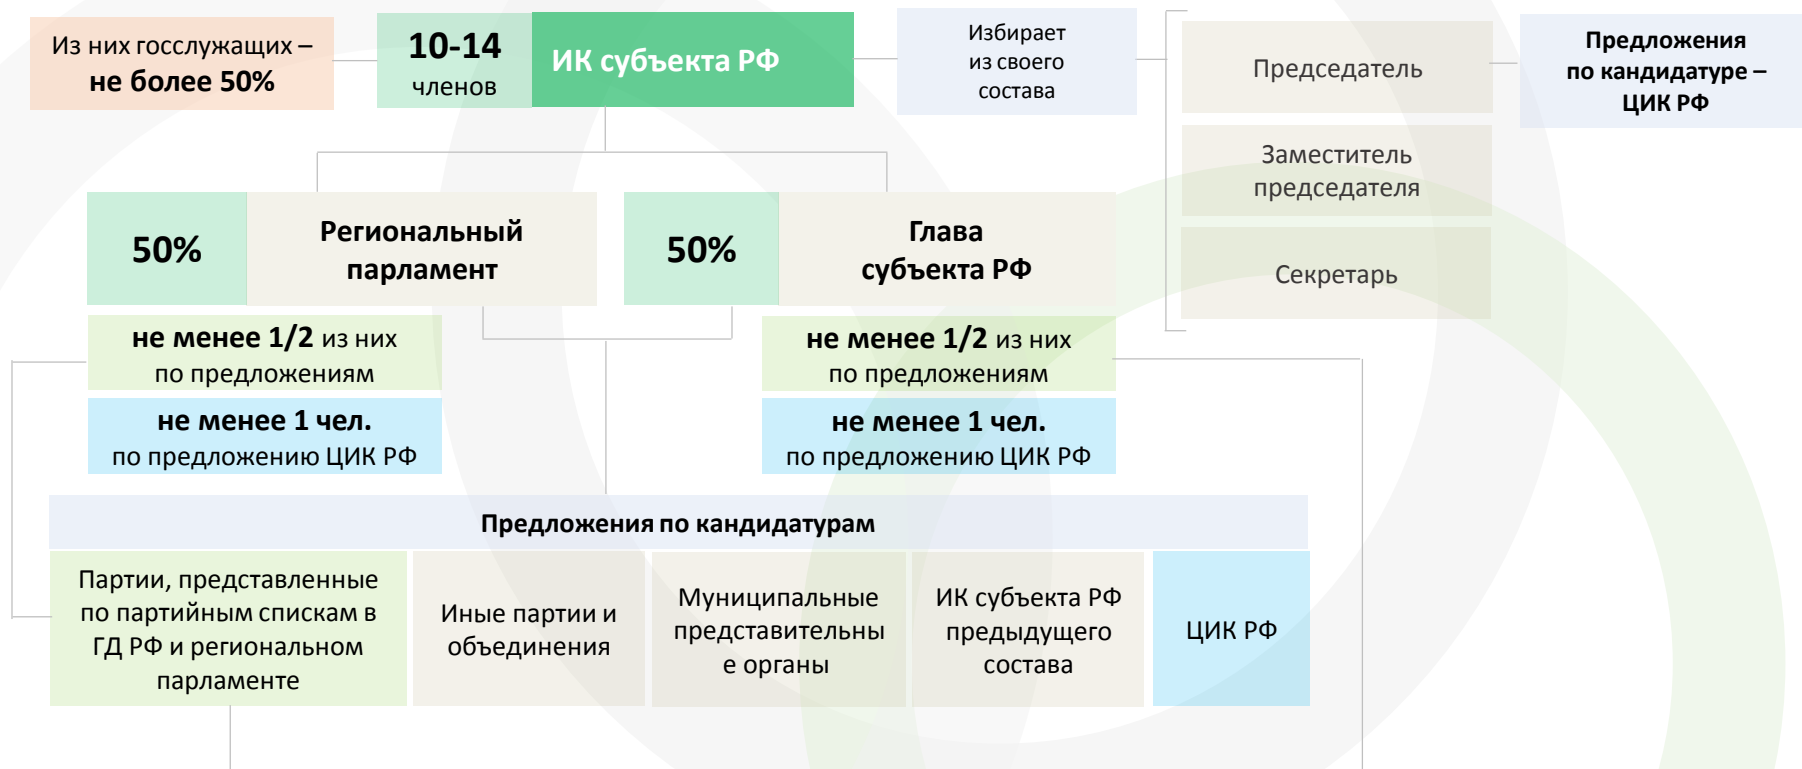 Из них госслужащих –
не более 50%
10-14
членов
ИК субъекта РФ
Избирает
из своего
состава
Председатель
Предложения
по кандидатуре –
ЦИК РФ
Заместитель
председателя
Секретарь
50%
Региональный
парламент
50%
Глава
субъекта РФ
не менее 1/2 из них
по предложениям
не менее 1 чел.
по предложению ЦИК РФ
не менее 1/2 из них
по предложениям
не менее 1 чел.
по предложению ЦИК РФ
Предложения по кандидатурам
Партии, представленные
по партийным спискам в
ГД РФ и региональном
парламенте
Иные партии и
объединения
Муниципальные
представительны
е органы
ИК субъекта РФ
предыдущего
состава
ЦИК РФ